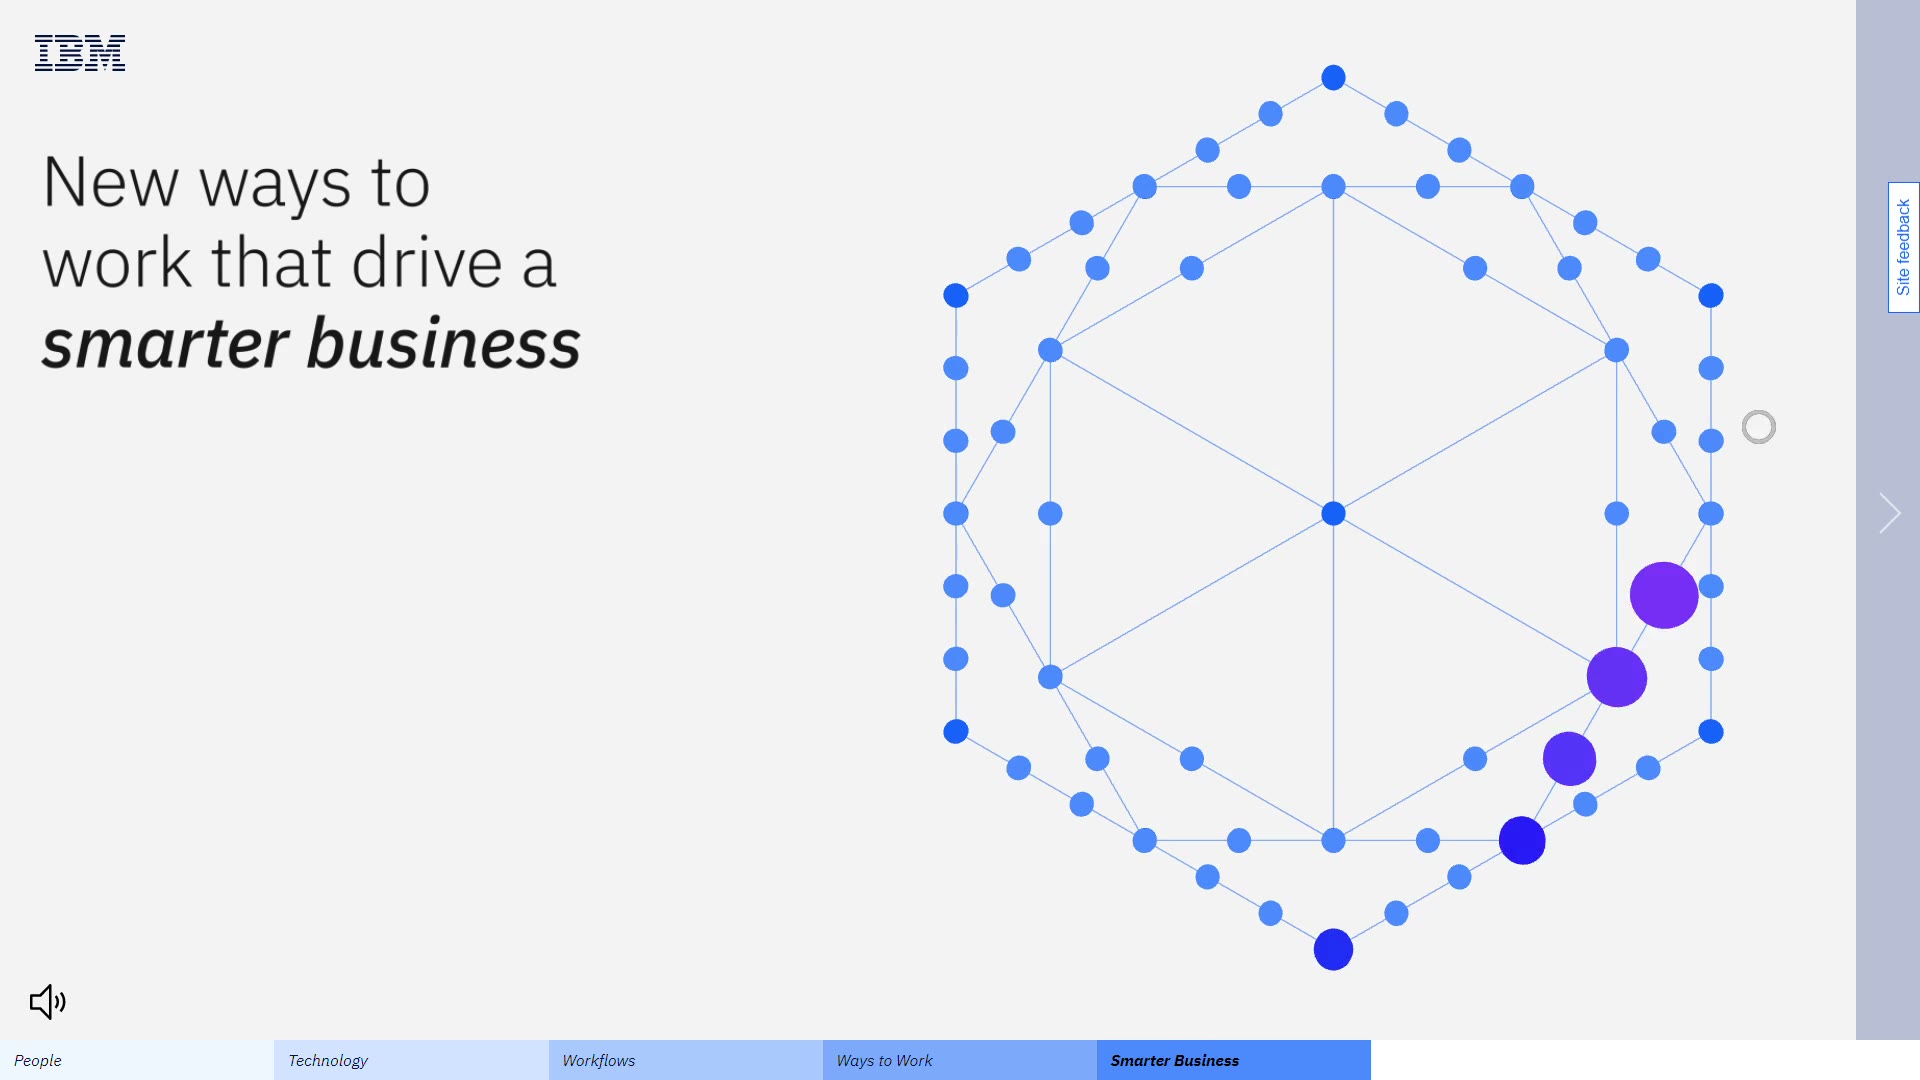 IBM
New ways to
work that drive a
smarter business
Site feedback
People
Technology
Workflows
Ways to Work
Smarter Business